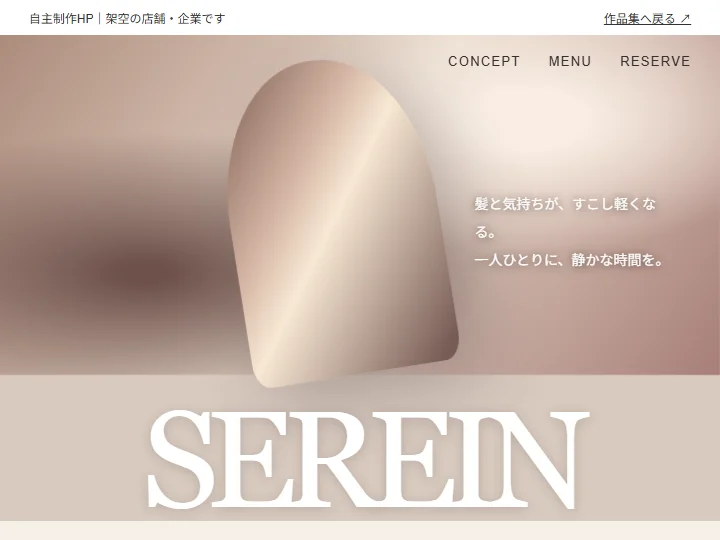 自主制作HP｜架空の店舗・企業です
作品集へ戻る ↗
CONCEPT MENU RESERVE
髪と気持ちが、すこし軽くな
る。
一人ひとりに、静かな時間を。
SEREIN